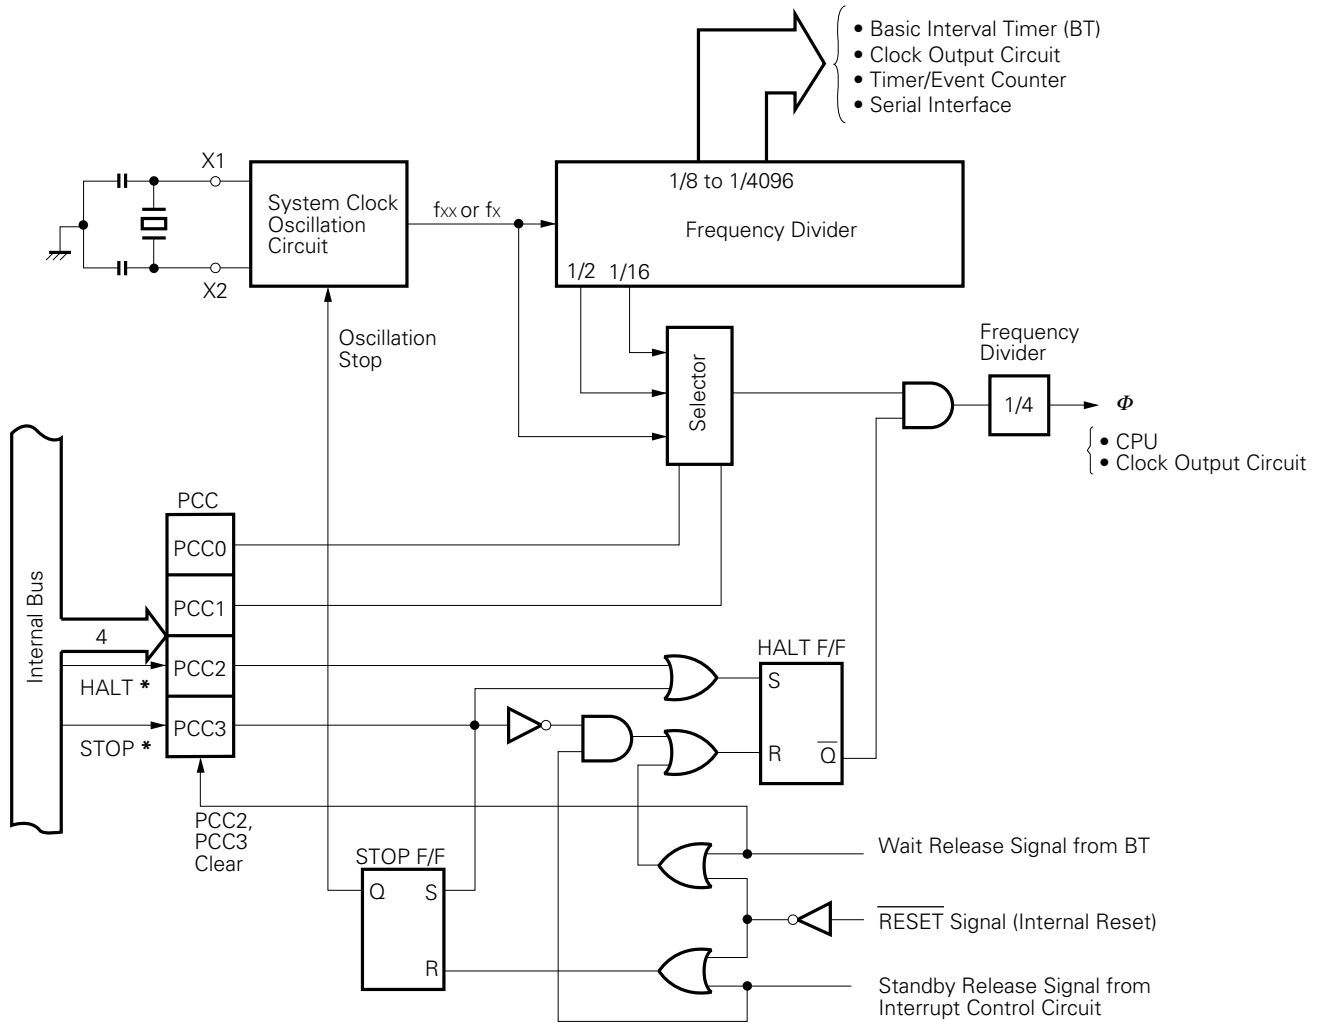 • Basic Interval Timer (BT)
• Clock Output Circuit
• Timer/Event Counter
• Serial Interface
X1
System Clock
Oscillation
Circuit
X2
fXX or fX
1/8 to 1/4096
Frequency Divider
1/2 1/16
Oscillation
Stop
Selector
Frequency
Divider
1/4
Φ
• CPU
• Clock Output Circuit
Internal Bus
4
HALT *
STOP *
PCC
PCC0
PCC1
PCC2
PCC3
PCC2,
PCC3
Clear
HALT F/F
S
R
Q̅
STOP F/F
Q
S
R
Wait Release Signal from BT
R̅E̅S̅E̅T̅ Signal (Internal Reset)
Standby Release Signal from
Interrupt Control Circuit